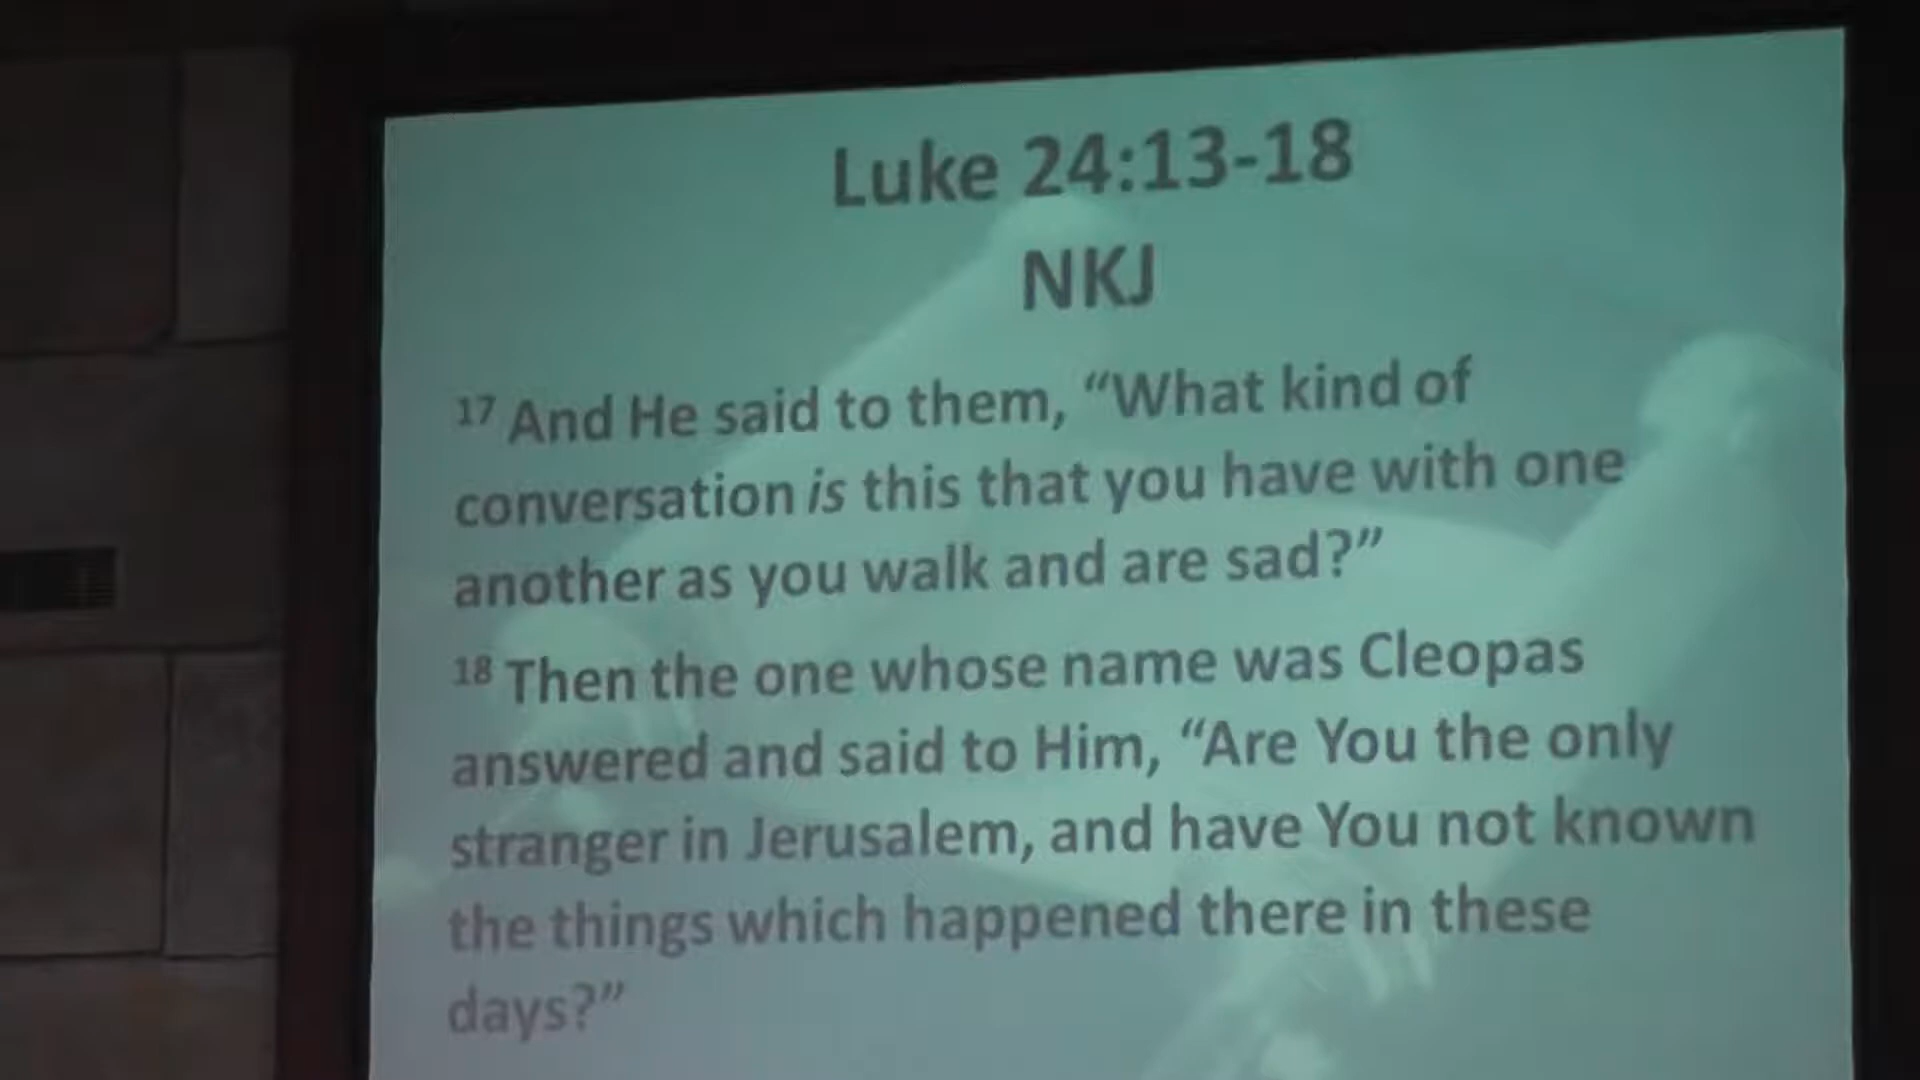 Luke 24:13-18
NKJ
17 And He said to them, “What kind of
conversation is this that you have with one
another as you walk and are sad?”
18 Then the one whose name was Cleopas
answered and said to Him, “Are You the only
stranger in Jerusalem, and have You not known
the things which happened there in these
days?”